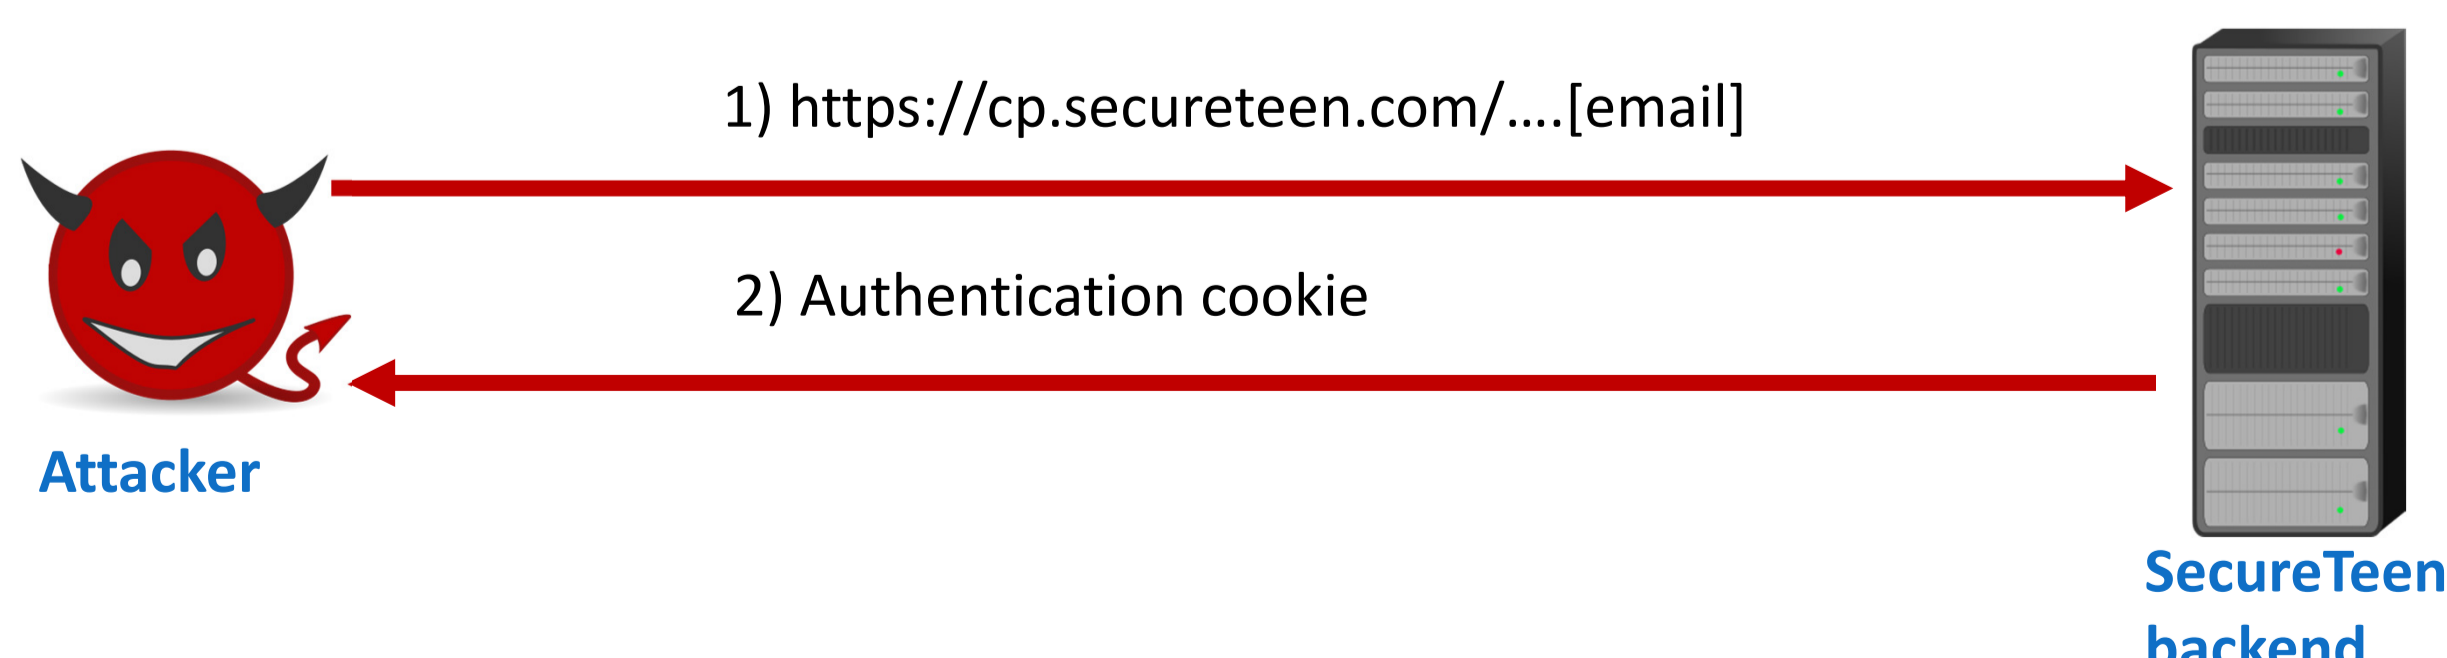 1) https://cp.secureteen.com/....[email]
2) Authentication cookie
Attacker
SecureTeen
backend